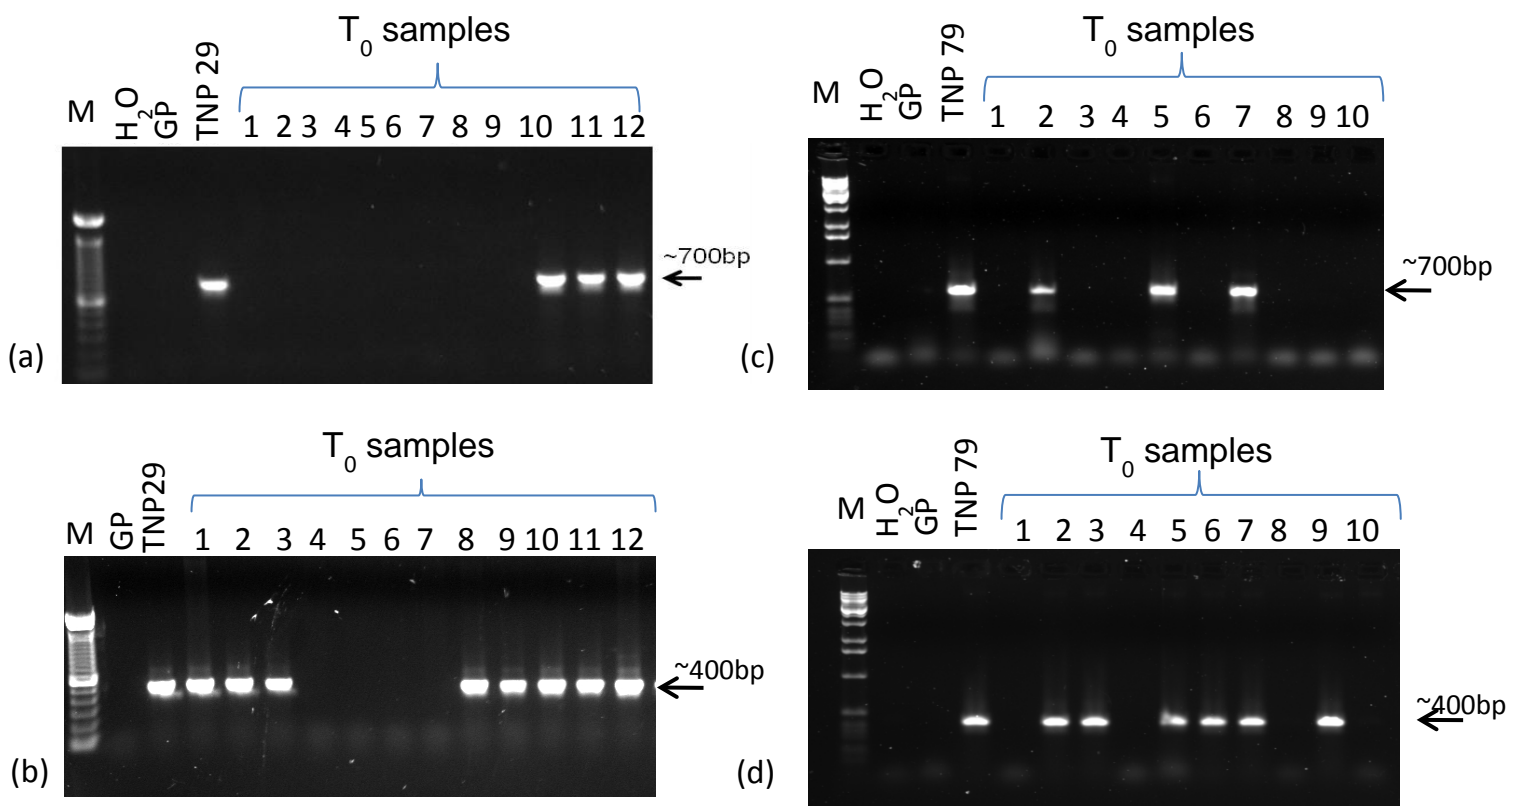 T0 samples
M H2O GP TNP 29 1 2 3 4 5 6 7 8 9 10 11 12
~700bp
(a)
T0 samples
M GP TNP29 1 2 3 4 5 6 7 8 9 10 11 12
~400bp
(b)
T0 samples
M H2O GP TNP 79 1 2 3 4 5 6 7 8 9 10
~700bp
(c)
T0 samples
M H2O GP TNP 79 1 2 3 4 5 6 7 8 9 10
~400bp
(d)